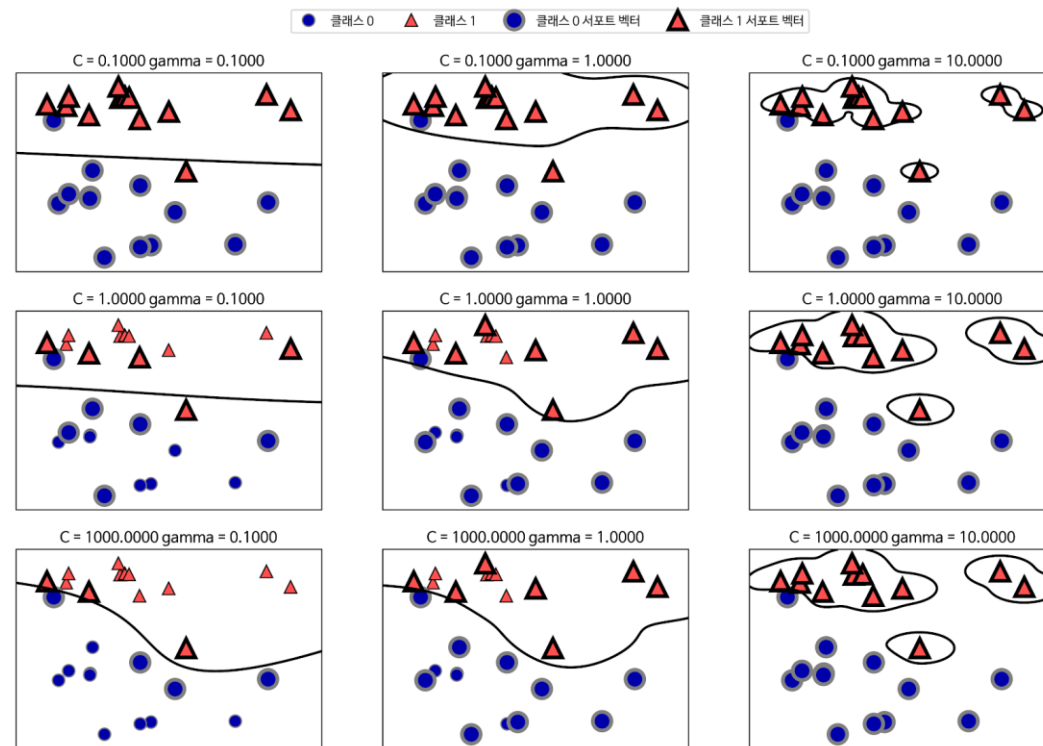 클래스 0 클래스 1 클래스 0 서포트 벡터 클래스 1 서포트 벡터
C = 0.1000 gamma = 0.1000 C = 0.1000 gamma = 1.0000 C = 0.1000 gamma = 10.0000
C = 1.0000 gamma = 0.1000 C = 1.0000 gamma = 1.0000 C = 1.0000 gamma = 10.0000
C = 1000.0000 gamma = 0.1000 C = 1000.0000 gamma = 1.0000 C = 1000.0000 gamma = 10.0000